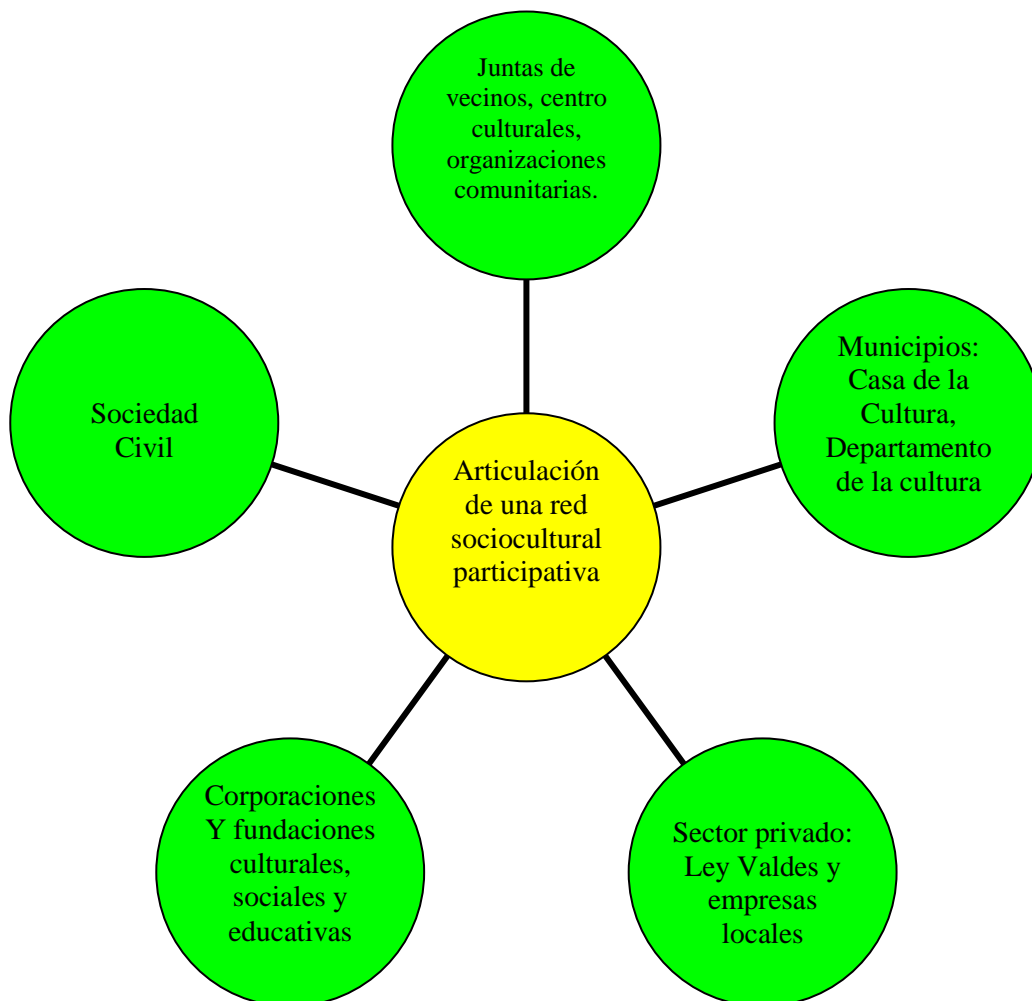 Juntas de
vecinos, centro
culturales,
organizaciones
comunitarias.
Municipios:
Casa de la
Cultura,
Departamento
de la cultura
Sociedad
Civil
Articulación
de una red
sociocultural
participativa
Corporaciones
Y fundaciones
culturales,
sociales y
educativas
Sector privado:
Ley Valdes y
empresas
locales